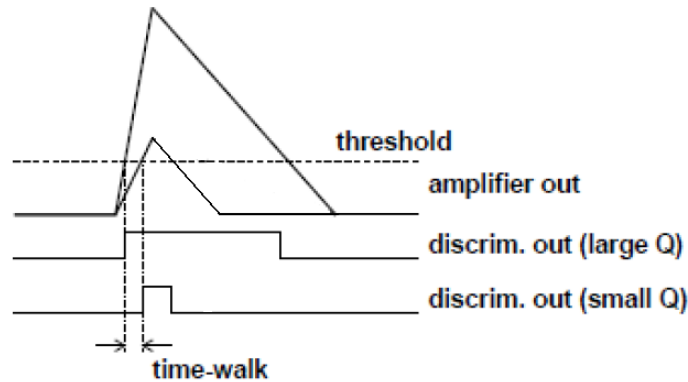 threshold
amplifier out
discrim. out (large Q)
discrim. out (small Q)
time-walk